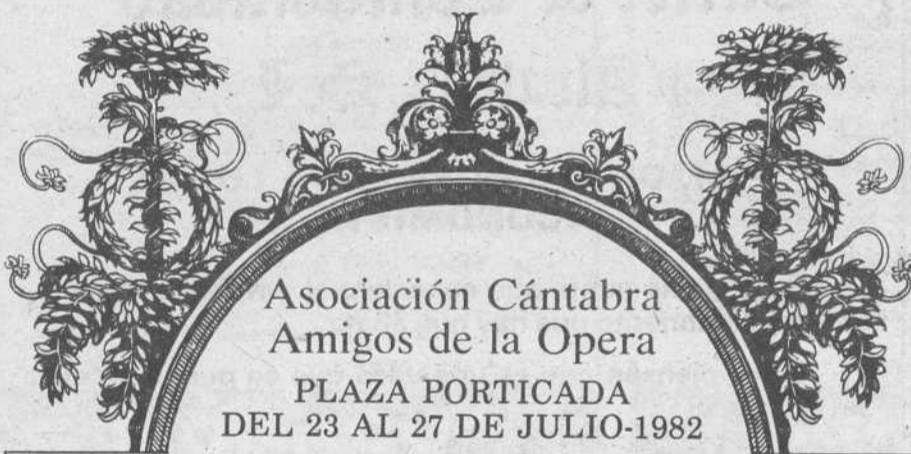 Asociación Cántabra
Amigos de la Opera
PLAZA PORTICADA
DEL 23 AL 27 DE JULIO-1982